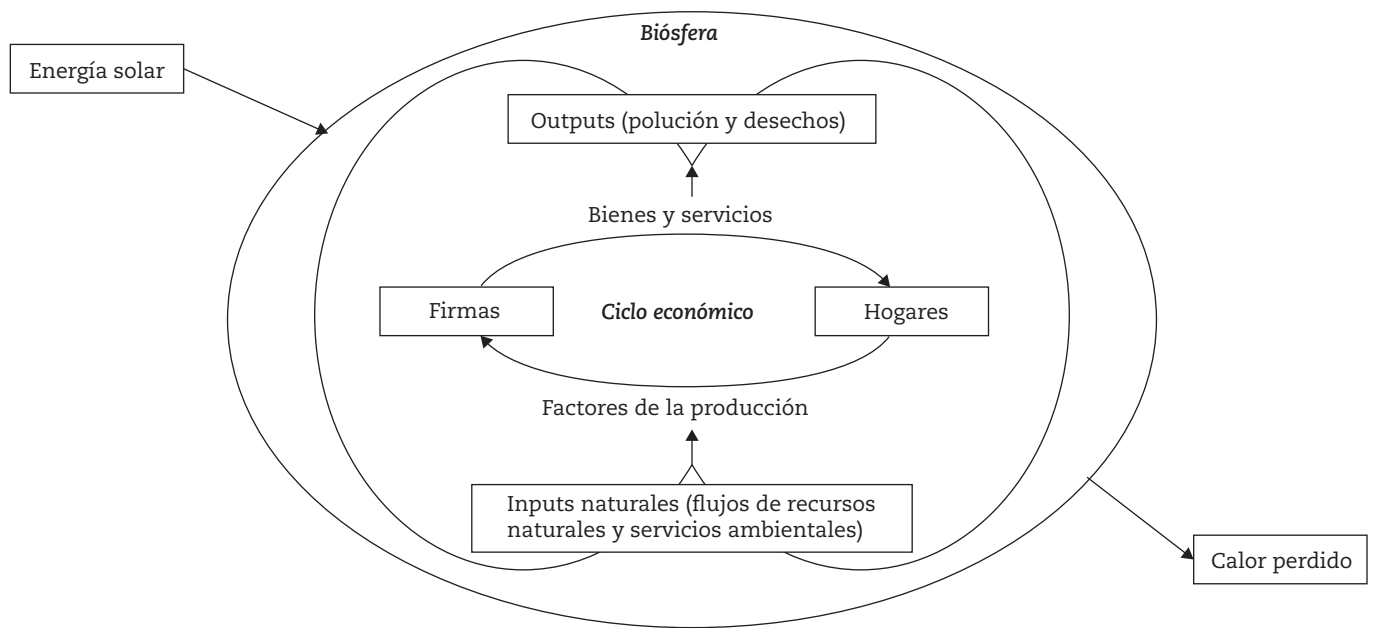 Biósfera
Energía solar
Outputs (polución y desechos)
Bienes y servicios
Firmas
Ciclo económico
Hogares
Factores de la producción
Inputs naturales (flujos de recursos
naturales y servicios ambientales)
Calor perdido